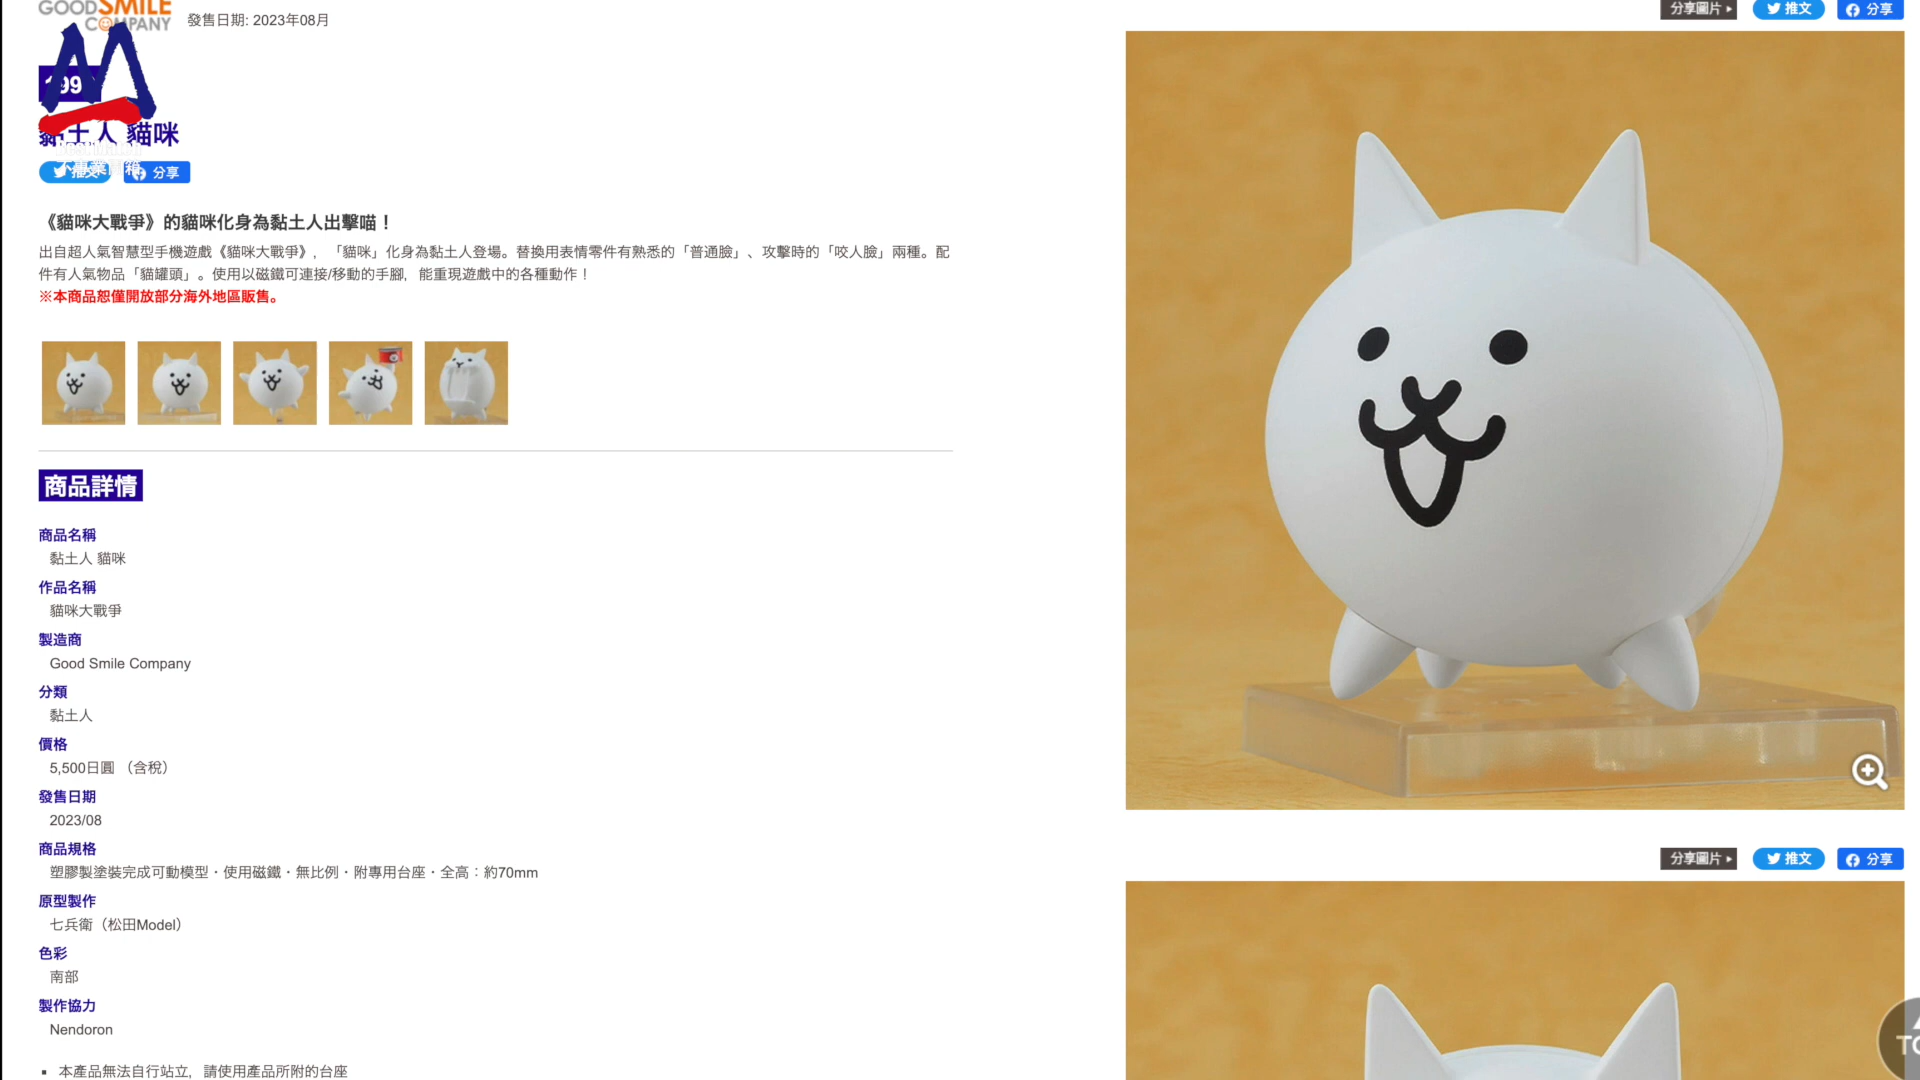 GOODSMILE
COMPANY
發售日期: 2023年08月
分享圖片
推文
分享
黏土人 貓咪
推文
分享
《貓咪大戰爭》的貓咪化身為黏土人出擊喵！
出自超人氣智慧型手機遊戲《貓咪大戰爭》，「貓咪」化身為黏土人登場。替換用表情零件有熟悉的「普通臉」、攻擊時的「咬人臉」兩種。配
件有人氣物品「貓罐頭」。使用以磁鐵可連接/移動的手腳，能重現遊戲中的各種動作！
※本商品恕僅開放部分海外地區販售。
商品詳情
商品名稱
黏土人 貓咪
作品名稱
貓咪大戰爭
製造商
Good Smile Company
分類
黏土人
價格
5,500日圓 （含稅）
發售日期
2023/08
商品規格
塑膠製塗裝完成可動模型・使用磁鐵・無比例・附專用台座・全高：約70mm
原型製作
七兵衛（松田Model）
色彩
南部
製作協力
Nendoron
本產品無法自行站立，請使用產品所附的台座
分享圖片
推文
分享